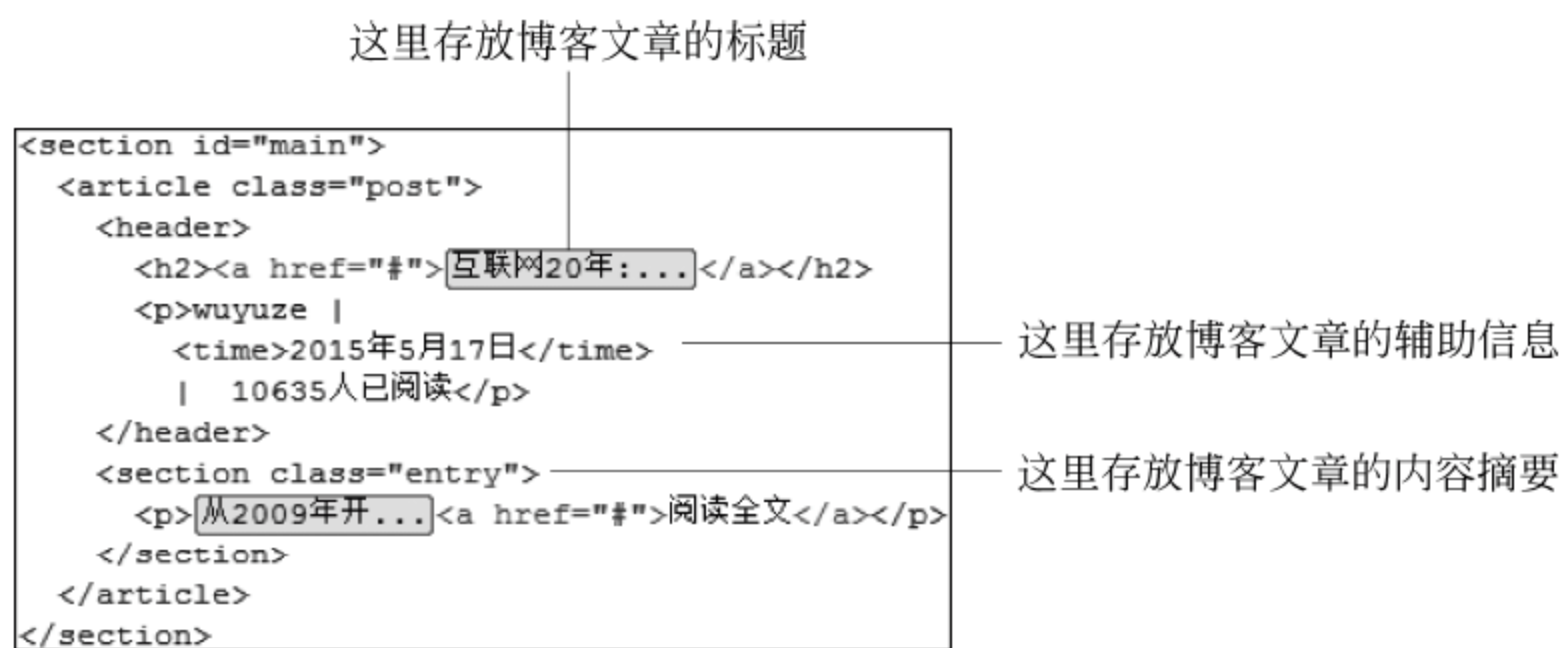 这里存放博客文章的标题
<section id="main">
<article class="post">
<header>
<h2><a href="#">互联网20年:...</a></h2>
<p>wuyuze |
<time>2015年5月17日</time>
这里存放博客文章的辅助信息
| 10635人已阅读</p>
</header>
<section class="entry">
这里存放博客文章的内容摘要
<p>从2009年开...<a href="#">阅读全文</a></p>
</section>
</article>
</section>